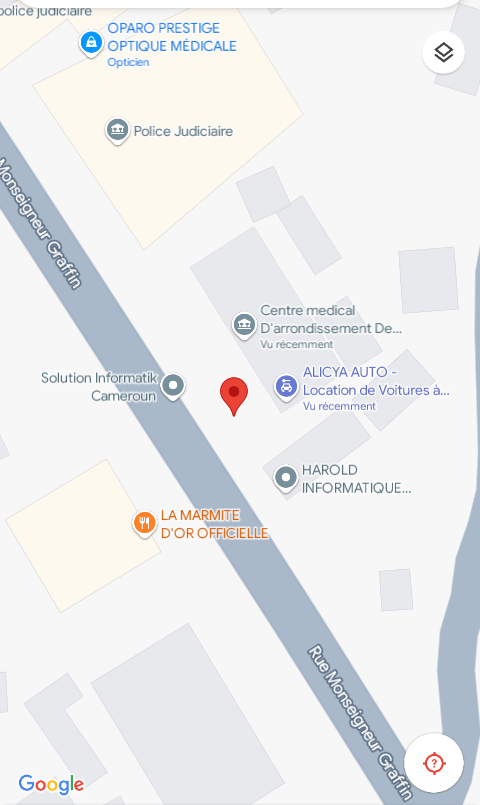 police judiciaire
OPARO PRESTIGE
OPTIQUE MÉDICALE
Opticien
Police Judiciaire
Monseigneur Graffin
Centre medical
D'arrondissement De...
Vu récemment
Solution Informatik
Cameroun
ALICYA AUTO -
Location de Voitures à...
Vu récemment
HAROLD
INFORMATIQUE...
LA MARMITE
D'OR OFFICIELLE
Rue Monseigneur Graffin
Google